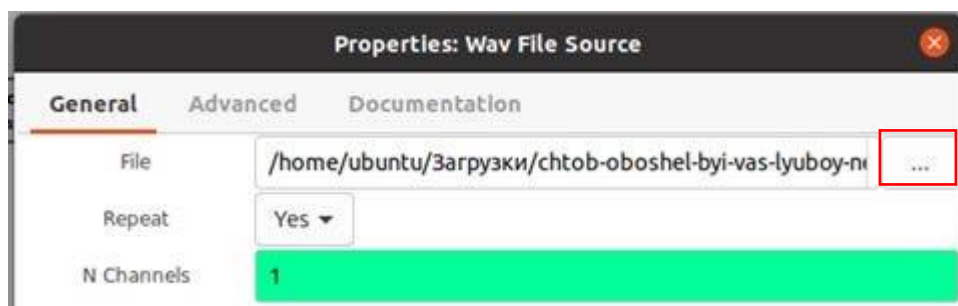 Properties: Wav File Source
General Advanced Documentation
File /home/ubuntu/Загрузки/chtob-oboshel-byi-vas-lyuboy- ...
Repeat Yes
N Channels 1